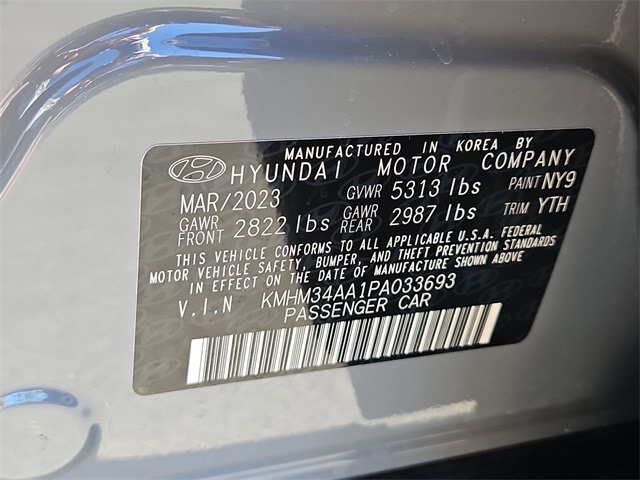 MANUFACTURED IN KOREA BY
HYUNDAI MOTOR COMPANY
MAR/2023 GVWR 5313 lbs PAINT NY9
GAWR FRONT 2822 lbs GAWR REAR 2987 lbs TRIM YTH
THIS VEHICLE CONFORMS TO ALL APPLICABLE U.S.A. FEDERAL
MOTOR VEHICLE SAFETY, BUMPER, AND THEFT PREVENTION STANDARDS
IN EFFECT ON THE DATE OF MANUFACTURE SHOWN ABOVE
V.I.N KMHM34AA1PA033693
PASSENGER CAR